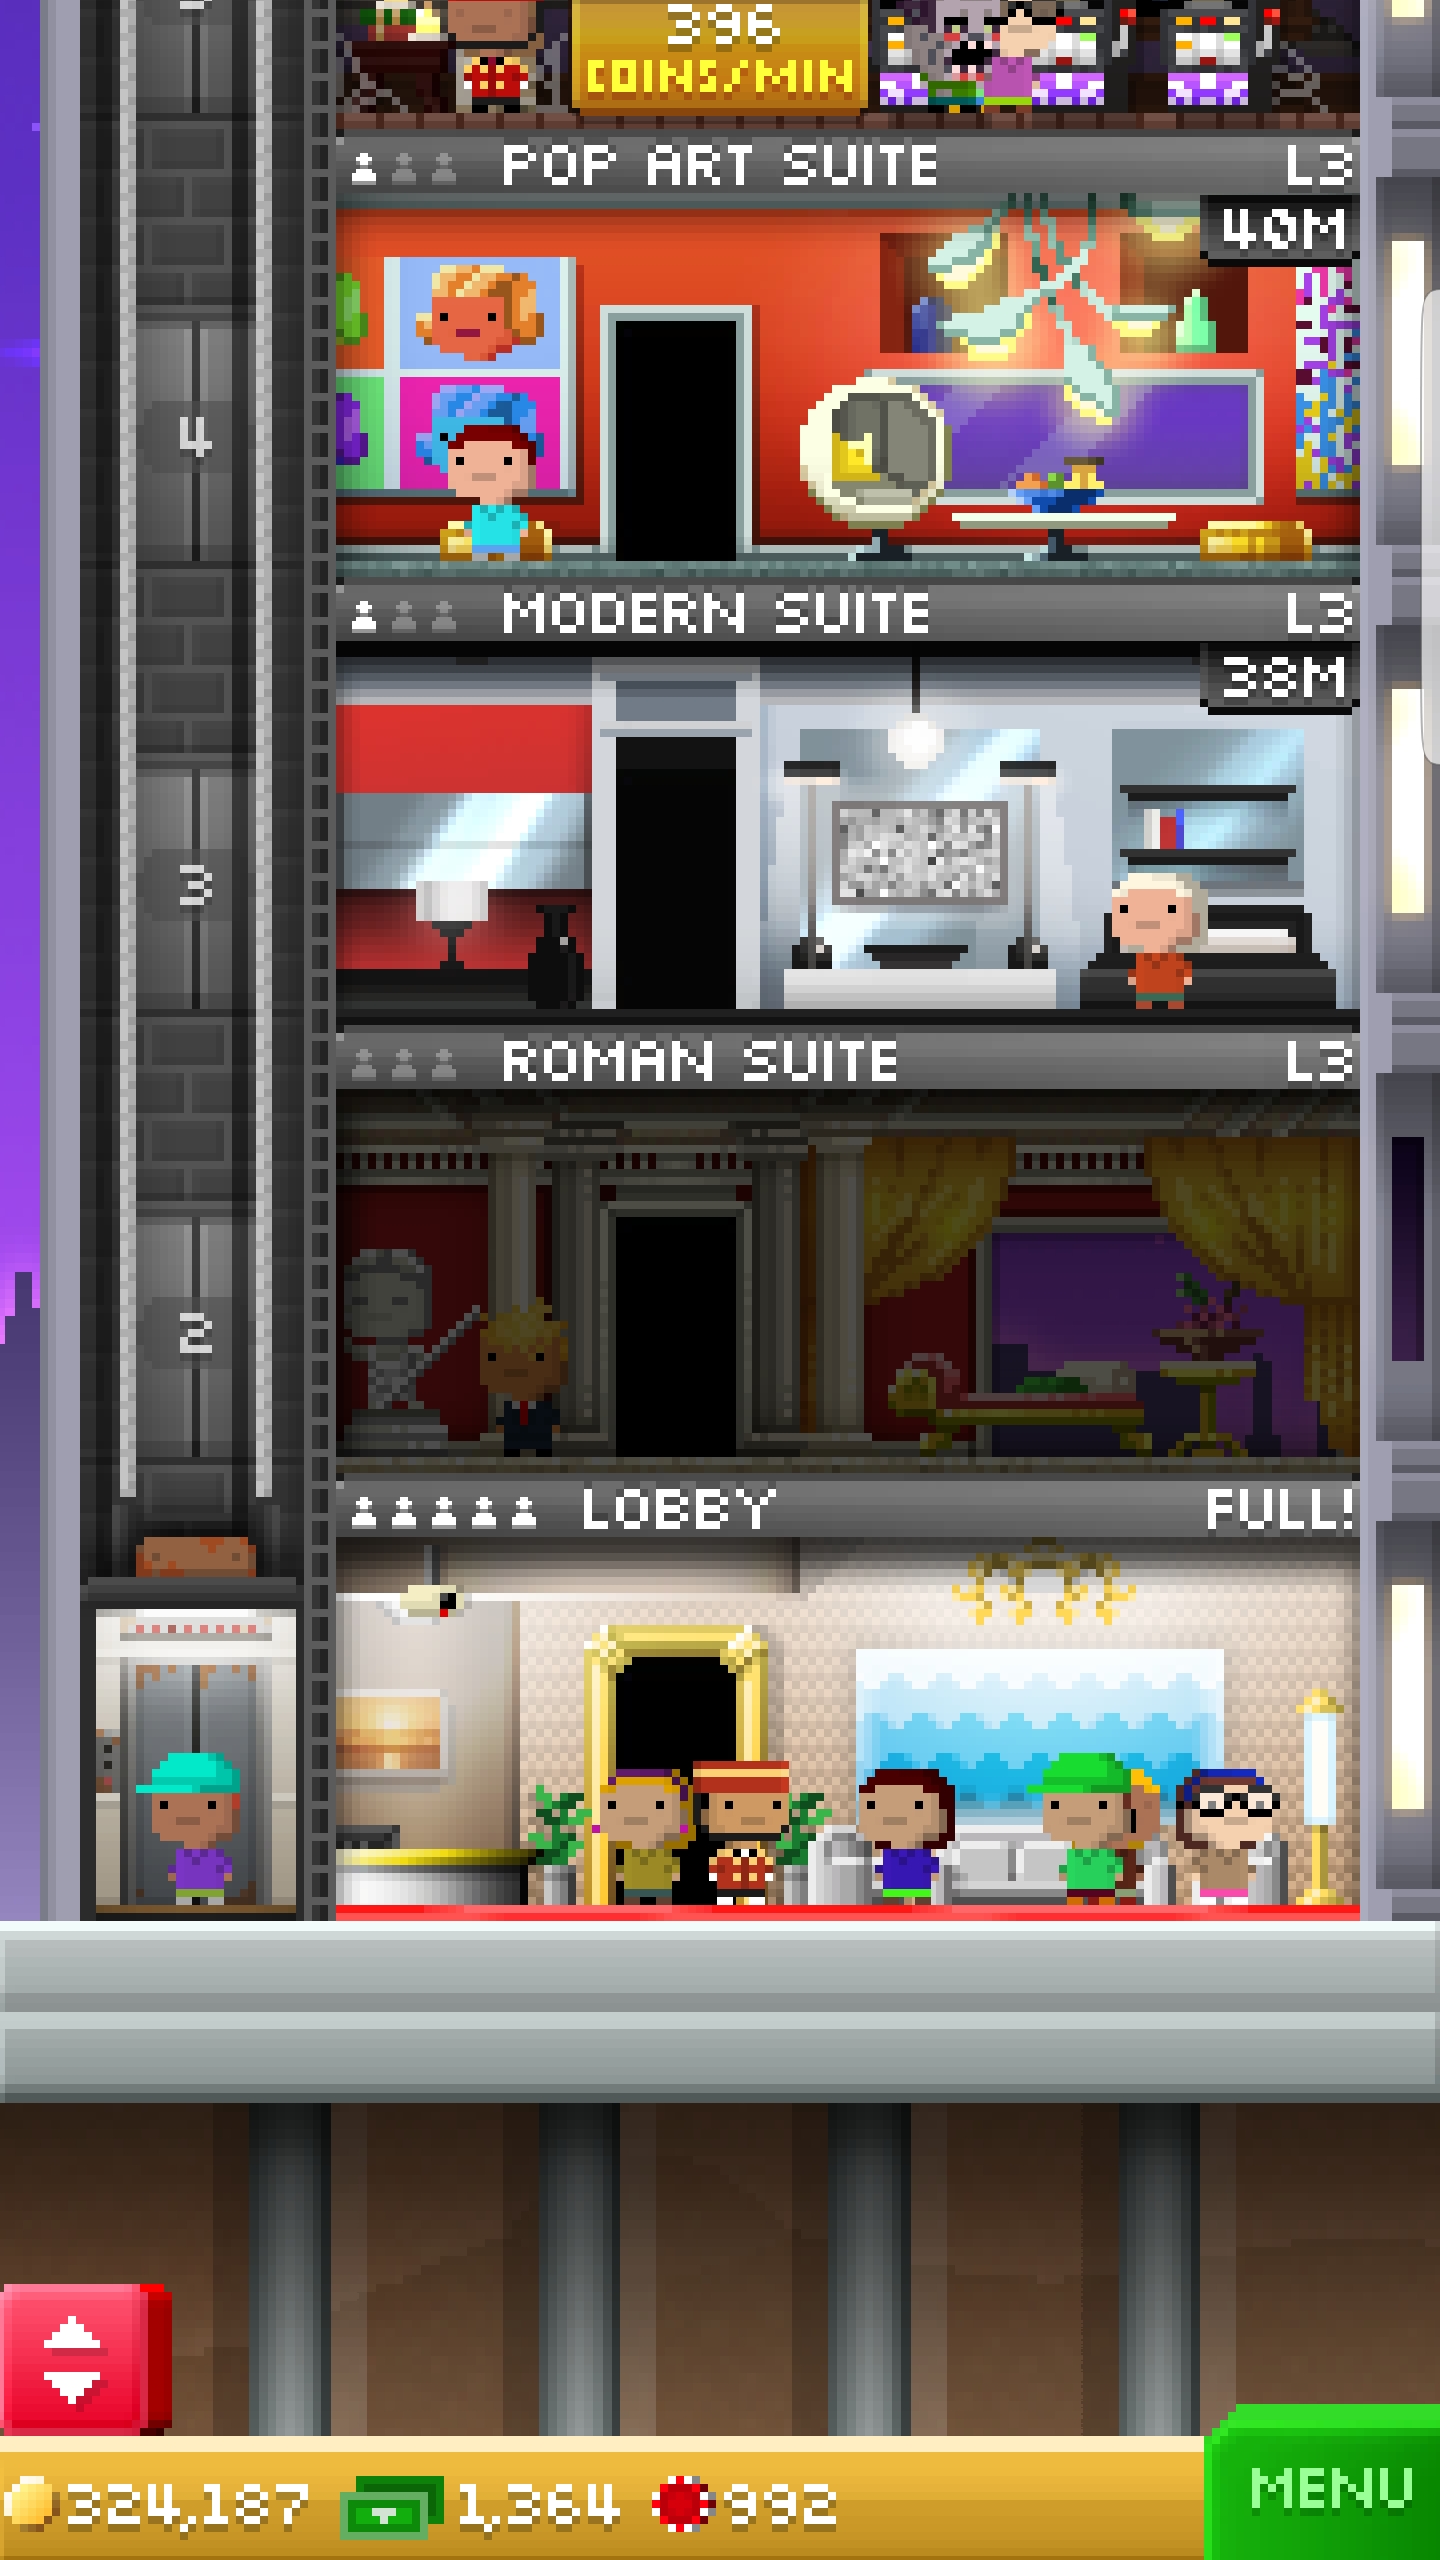 396
COINS/MIN
POP ART SUITE L3
40M
4
MODERN SUITE L3
38M
3
ROMAN SUITE L3
2
LOBBY FULL!
324,187 1,364 992
MENU